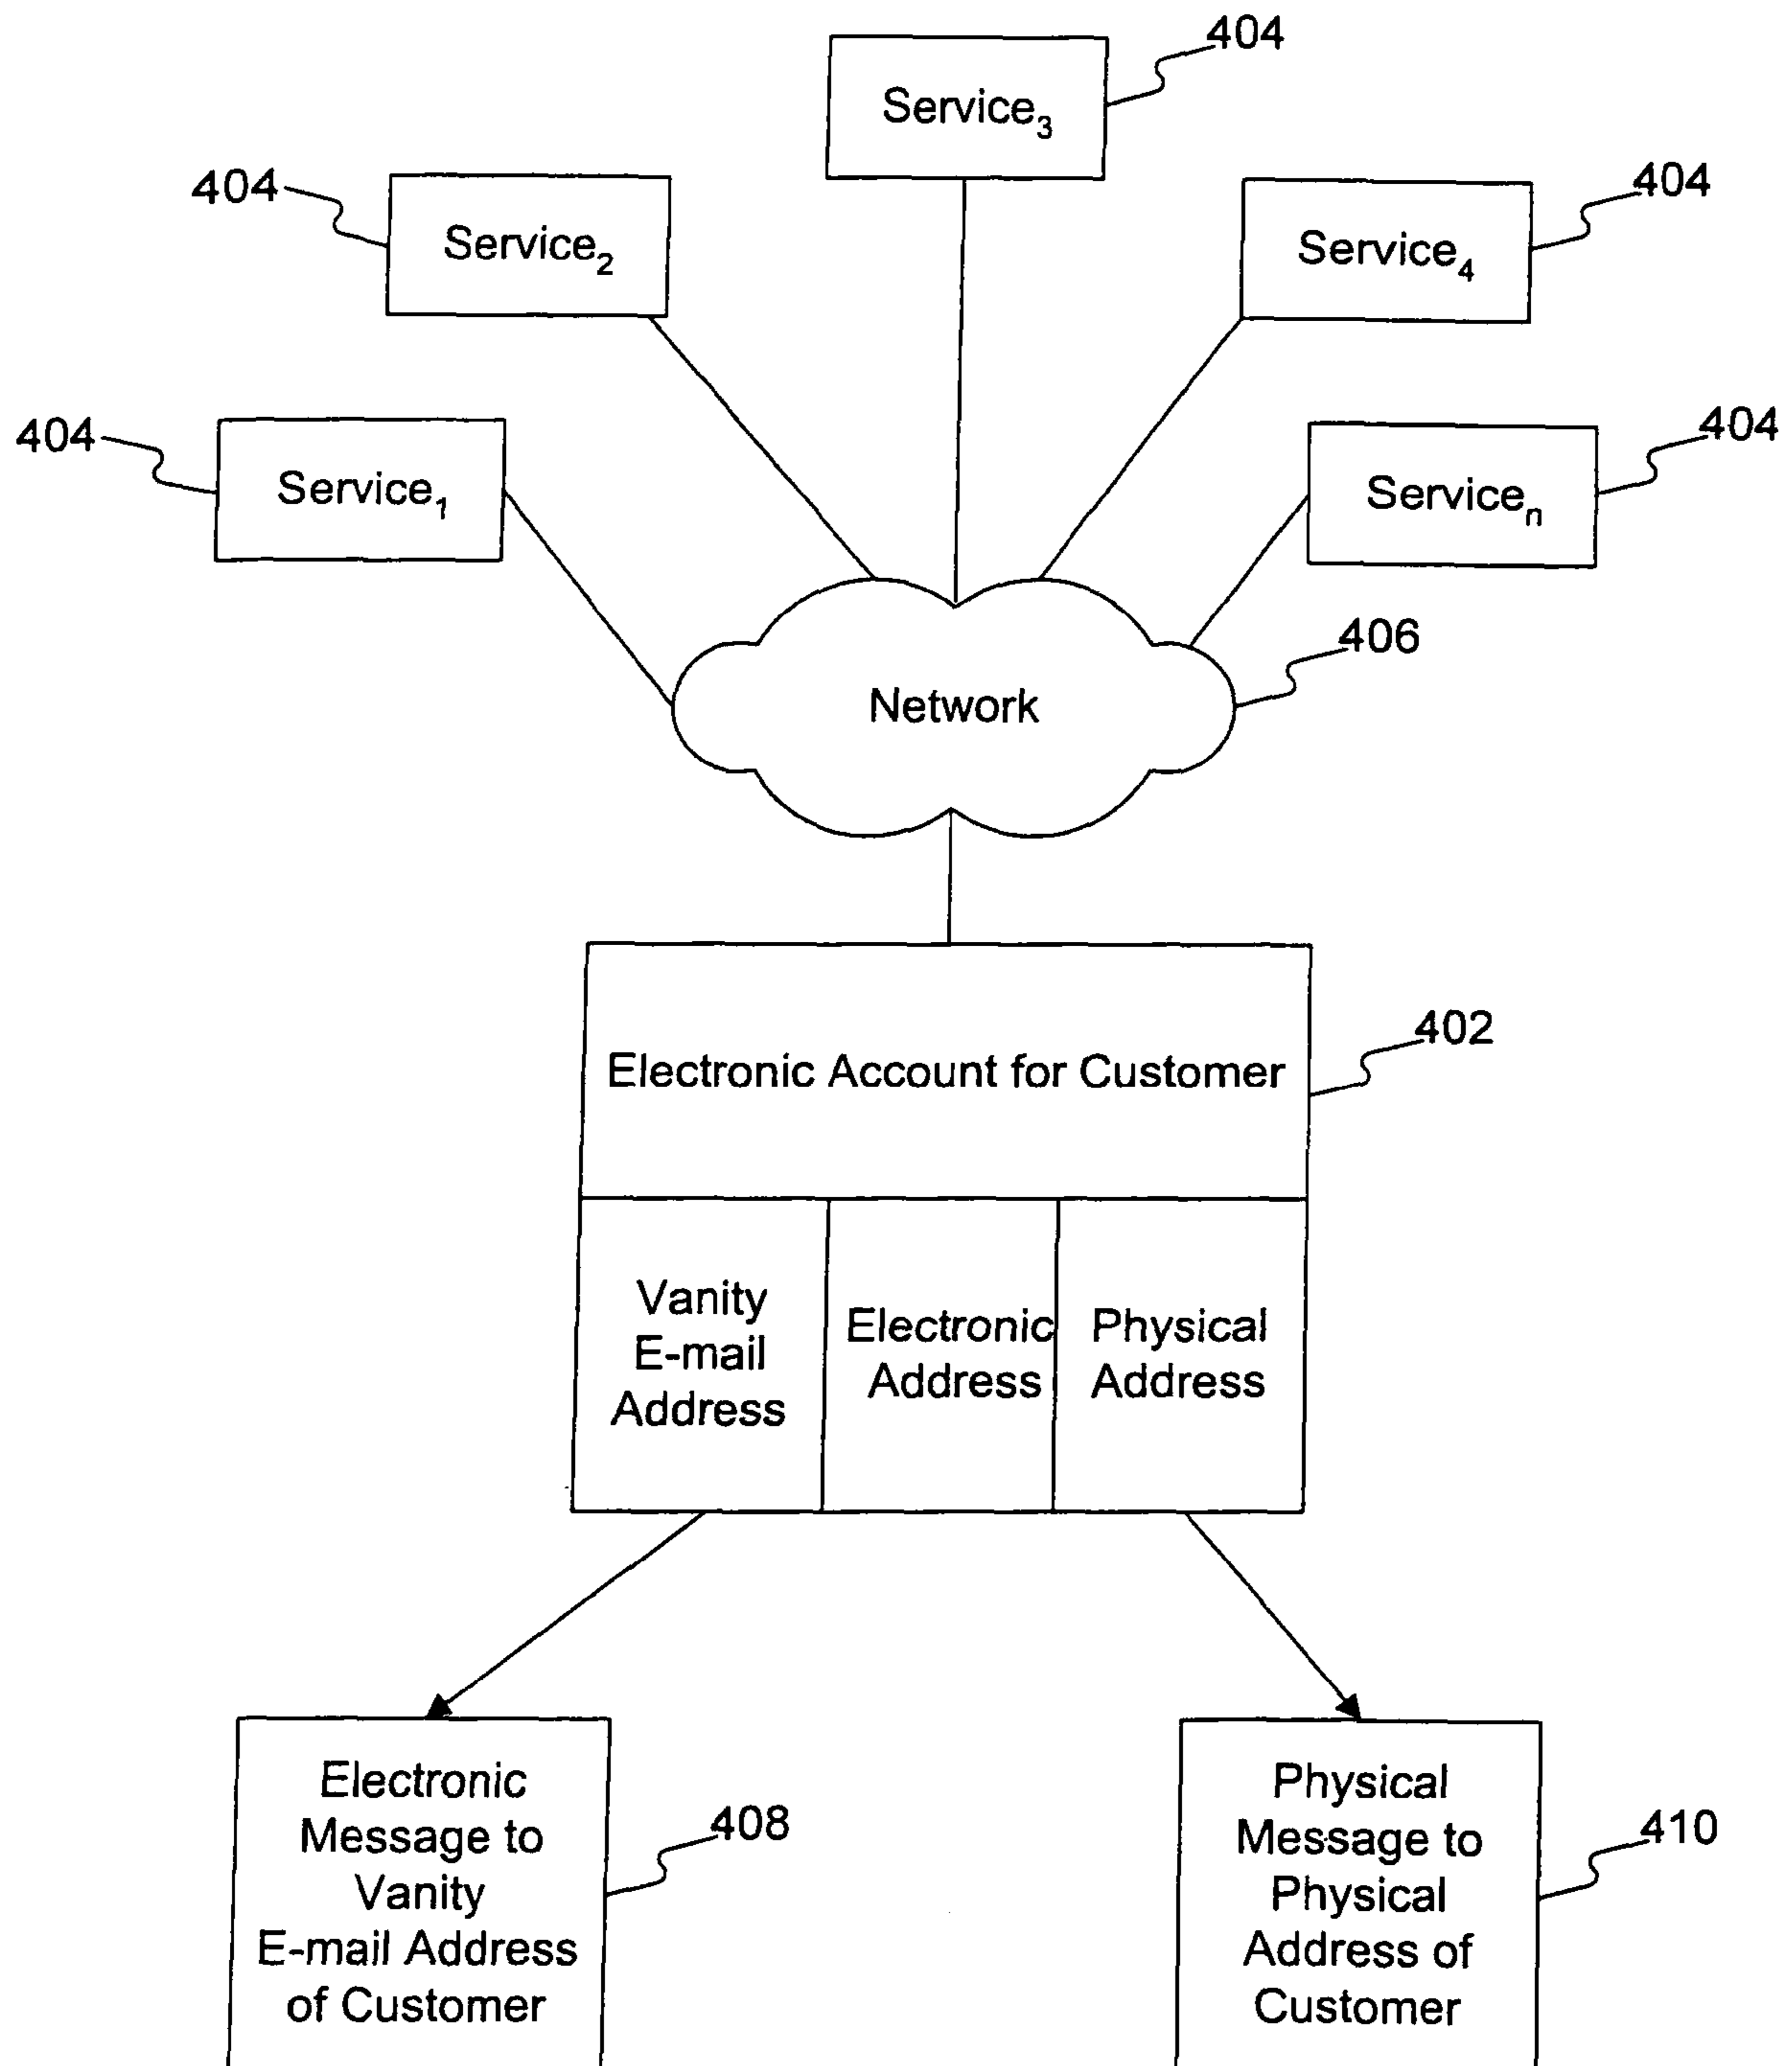 404
Service3
404
Service2
404
Service4
404
Service1
404
Servicen
Network
406
Electronic Account for Customer
402
Vanity
E-mail
Address
Electronic
Address
Physical
Address
Electronic
Message to
Vanity
E-mail Address
of Customer
408
Physical
Message to
Physical
Address of
Customer
410
404